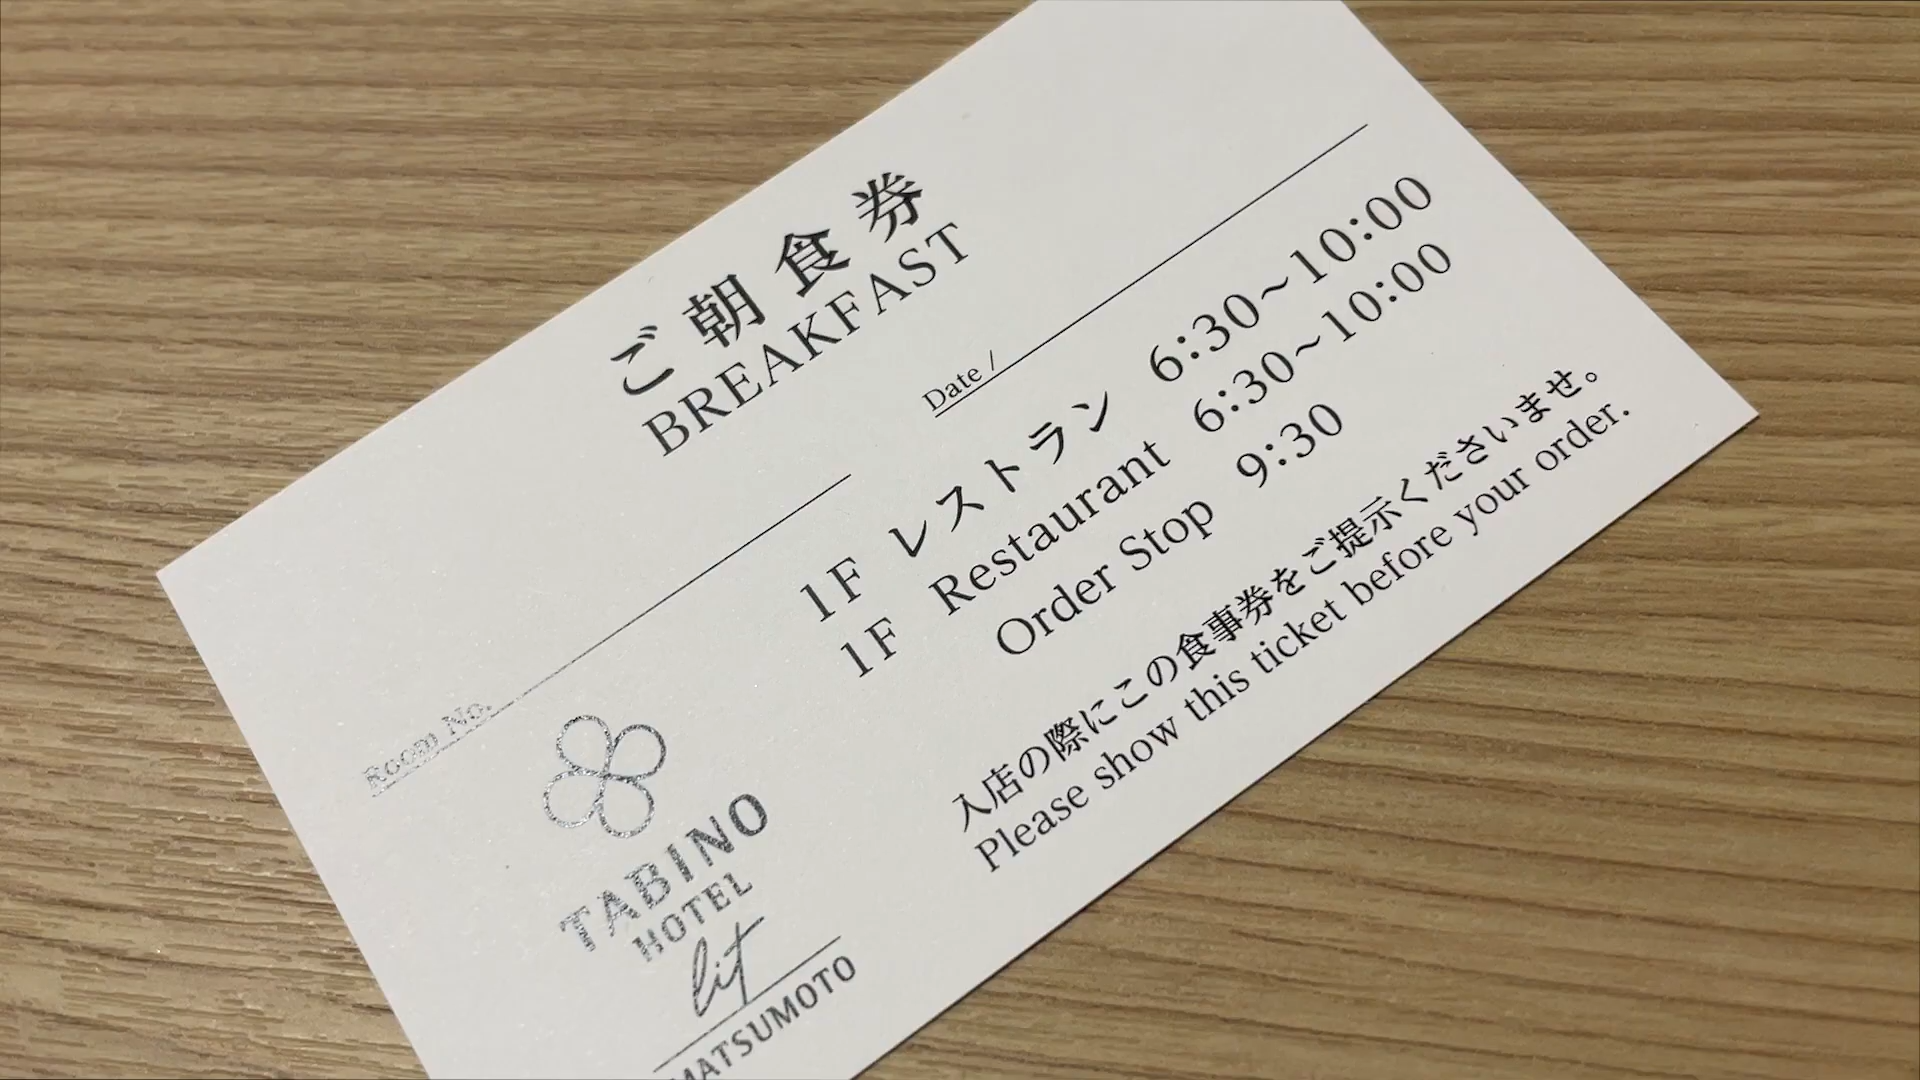 ご朝食券
BREAKFAST
Room No.
Date /
1F レストラン 6:30~10:00
1F Restaurant 6:30~10:00
Order Stop 9:30
入店の際にこの食事券をご提示くださいませ。
Please show this ticket before your order.
TABINO
HOTEL
lit
MATSUMOTO